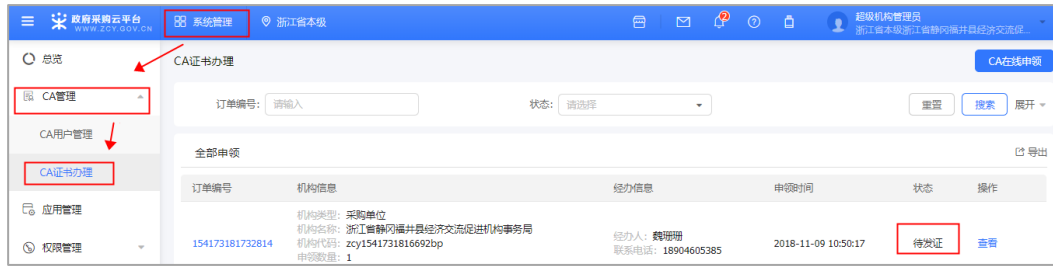 政府采购云平台
WWW.ZCY.GOV.CN
系统管理
浙江省本级
2
超级机构管理员
浙江省本级浙江省静冈福井县经济交流促...
总览
CA证书办理
CA在线申领
CA管理
订单编号： 请输入
状态： 请选择
重置
搜索
展开
CA用户管理
全部申领
导出
CA证书办理
订单编号 机构信息 经办信息 申领时间 状态 操作
应用管理
权限管理
154173181732814
机构类型：采购单位
机构名称：浙江省静冈福井县经济交流促进机构事务局
机构代码：zcy1541731816692bp
申领数量：1
经办人：魏珊珊
联系电话：18904605385
2018-11-09 10:50:17
待发证
查看